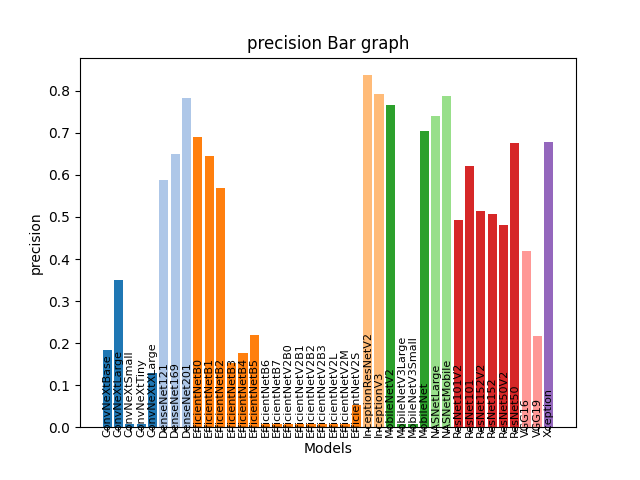 precision Bar graph
precision
0.8
0.7
0.6
0.5
0.4
0.3
0.2
0.1
0.0
ConvNeXtBase
ConvNeXtLarge
ConvNeXtSmall
ConvNeXtTiny
ConvNeXtXLarge
DenseNet121
DenseNet169
DenseNet201
EfficientNetB0
EfficientNetB1
EfficientNetB2
EfficientNetB3
EfficientNetB4
EfficientNetB5
EfficientNetB6
EfficientNetB7
EfficientNetV2B0
EfficientNetV2B1
EfficientNetV2B2
EfficientNetV2B3
EfficientNetV2L
EfficientNetV2M
EfficientNetV2S
InceptionResNetV2
InceptionV3
MobileNetV2
MobileNetV3Large
MobileNetV3Small
MobileNet
NASNetLarge
NASNetMobile
ResNet101V2
ResNet101
ResNet152V2
ResNet152
ResNet50V2
ResNet50
VGG16
VGG19
Xception
Models